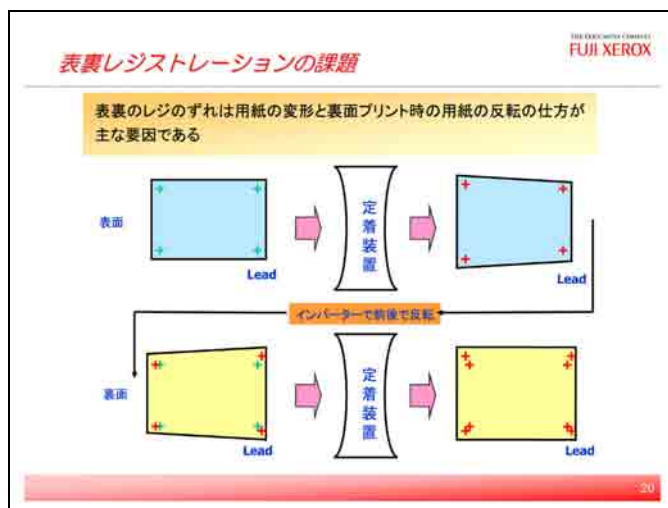 THE DOCUMENT COMPANY
FUJI XEROX
表裏レジストレーションの課題
表裏のレジのずれは用紙の変形と裏面プリント時の用紙の反転の仕方が
主な要因である
表面
定着装置
Lead
Lead
インバーターで前後で反転
裏面
定着装置
Lead
Lead
20